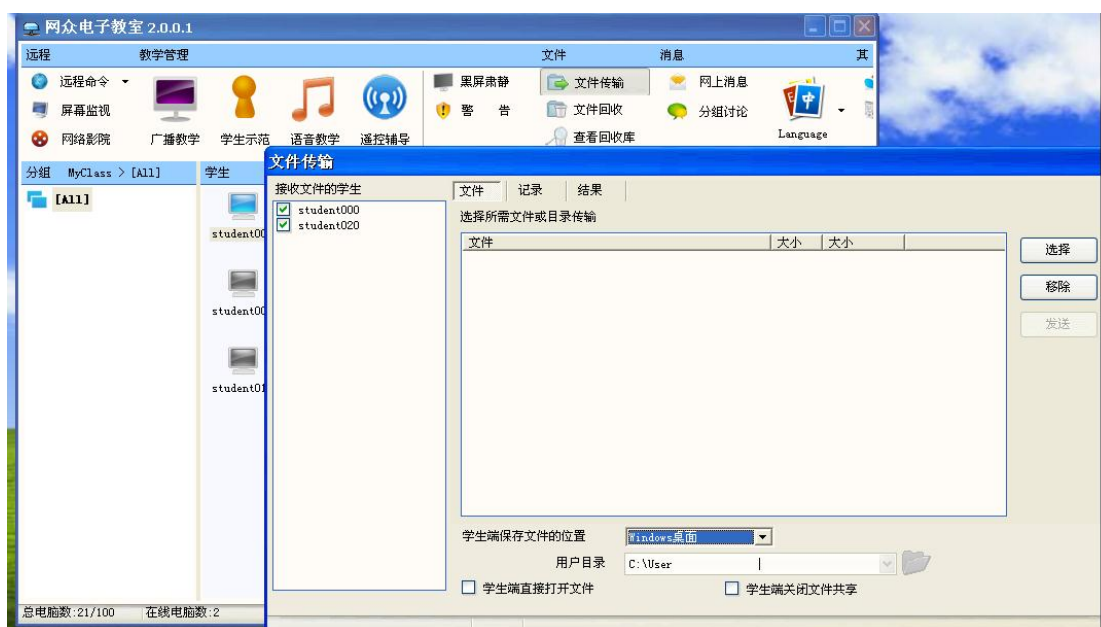 网众电子教室 2.0.0.1
远程 教学管理 文件 消息 其
远程命令
屏幕监视
网络影院
广播教学 学生示范 语音教学 遥控辅导
黑屏肃静
警 告
文件传输
文件回收
查看回收库
网上消息
分组讨论
Language
分组 MyClass > [All] 学生
[All]
student00
student00
student01
文件传输
接收文件的学生
student000
student020
文件 记录 结果
选择所需文件或目录传输
文件 大小 大小
选择
移除
发送
学生端保存文件的位置 Windows桌面
用户目录 C:\User
学生端直接打开文件 学生端关闭文件共享
总电脑数:21/100 在线电脑数:2